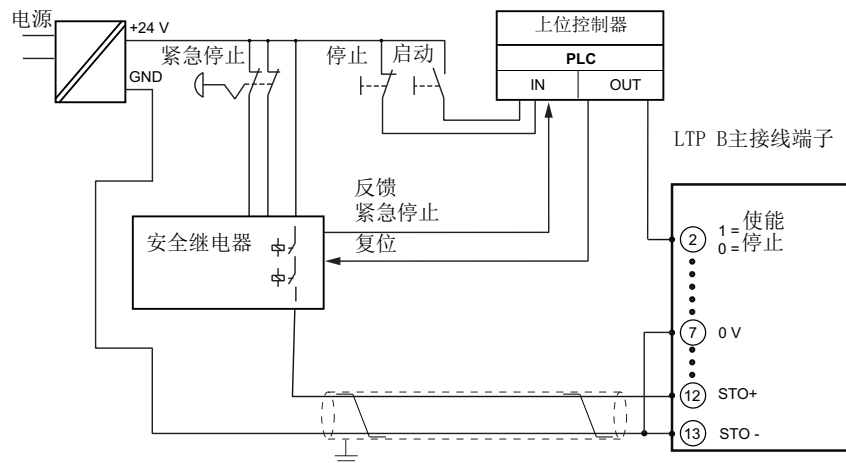 电源
+24 V
GND
紧急停止
停止
启动
上位控制器
PLC
IN
OUT
LTP B主接线端子
反馈
紧急停止
复位
安全继电器
2
1 = 使能
0 = 停止
7
0 V
12
STO+
13
STO -